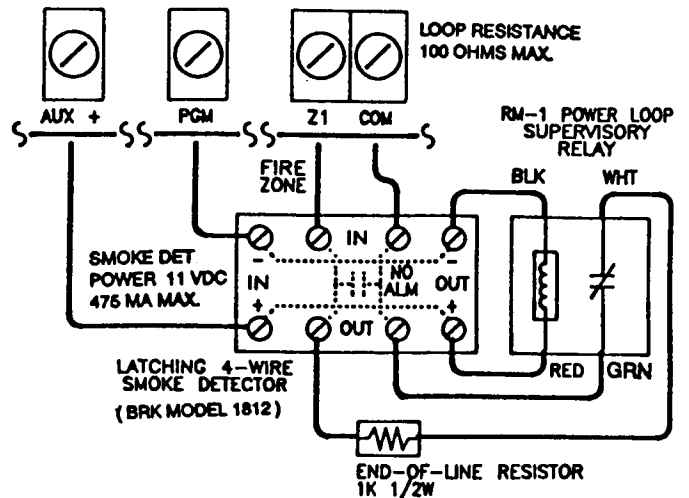 LOOP RESISTANCE
100 OHMS MAX.
AUX +
PGM
Z1
COM
RM-1 POWER LOOP
SUPERVISORY
RELAY
FIRE
ZONE
BLK
WHT
SMOKE DET.
POWER 11 VDC
475 MA MAX.
IN
-
-
IN
NO
ALM
OUT
+
+
OUT
RED
GRN
LATCHING 4-WIRE
SMOKE DETECTOR
(BRK MODEL 1812)
END-OF-LINE RESISTOR
1K 1/2W